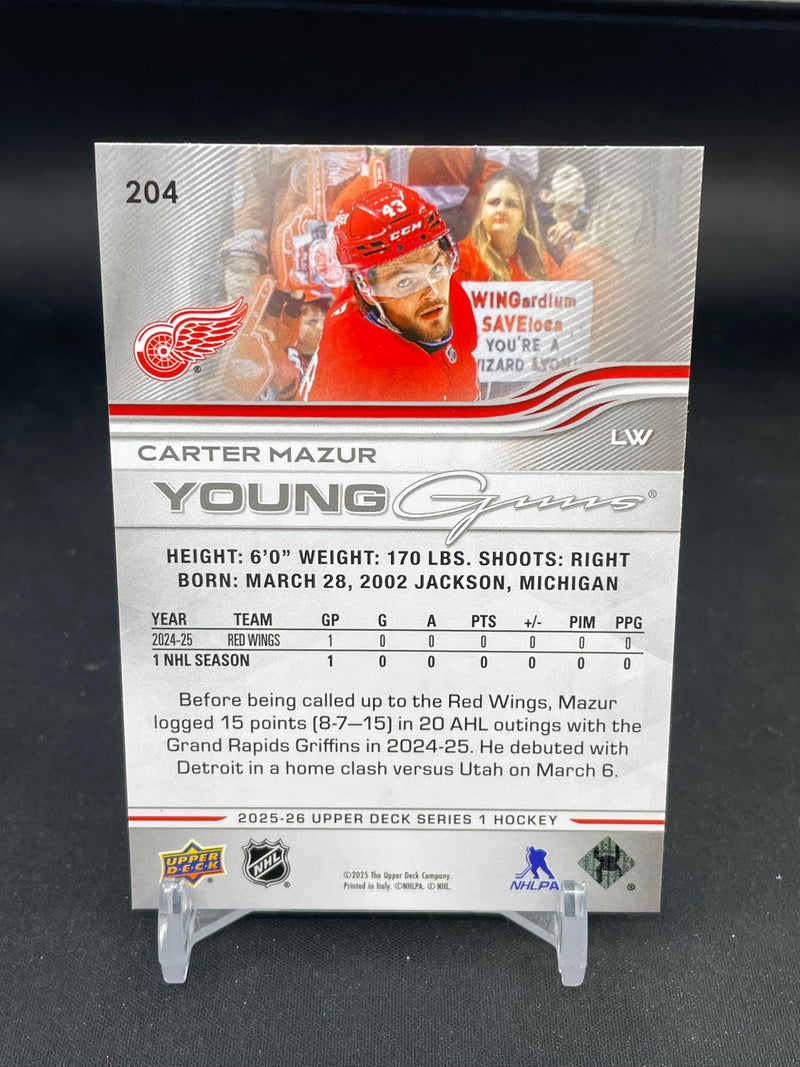 204
43
CCM
WINGardium
SAVEiosa
YOU'RE A
WIZARD LYON!
LW
CARTER MAZUR
YOUNG Guns®
HEIGHT: 6'0" WEIGHT: 170 LBS. SHOOTS: RIGHT
BORN: MARCH 28, 2002 JACKSON, MICHIGAN
YEAR TEAM GP G A PTS +/- PIM PPG
2024-25 RED WINGS 1 0 0 0 0 0 0
1 NHL SEASON 1 0 0 0 0 0 0
Before being called up to the Red Wings, Mazur
logged 15 points (8-7—15) in 20 AHL outings with the
Grand Rapids Griffins in 2024-25. He debuted with
Detroit in a home clash versus Utah on March 6.
2025-26 UPPER DECK SERIES 1 HOCKEY
UPPER DECK
NHL
©2025 The Upper Deck Company.
Printed in Italy. ©NHLPA. © NHL.
NHLPA